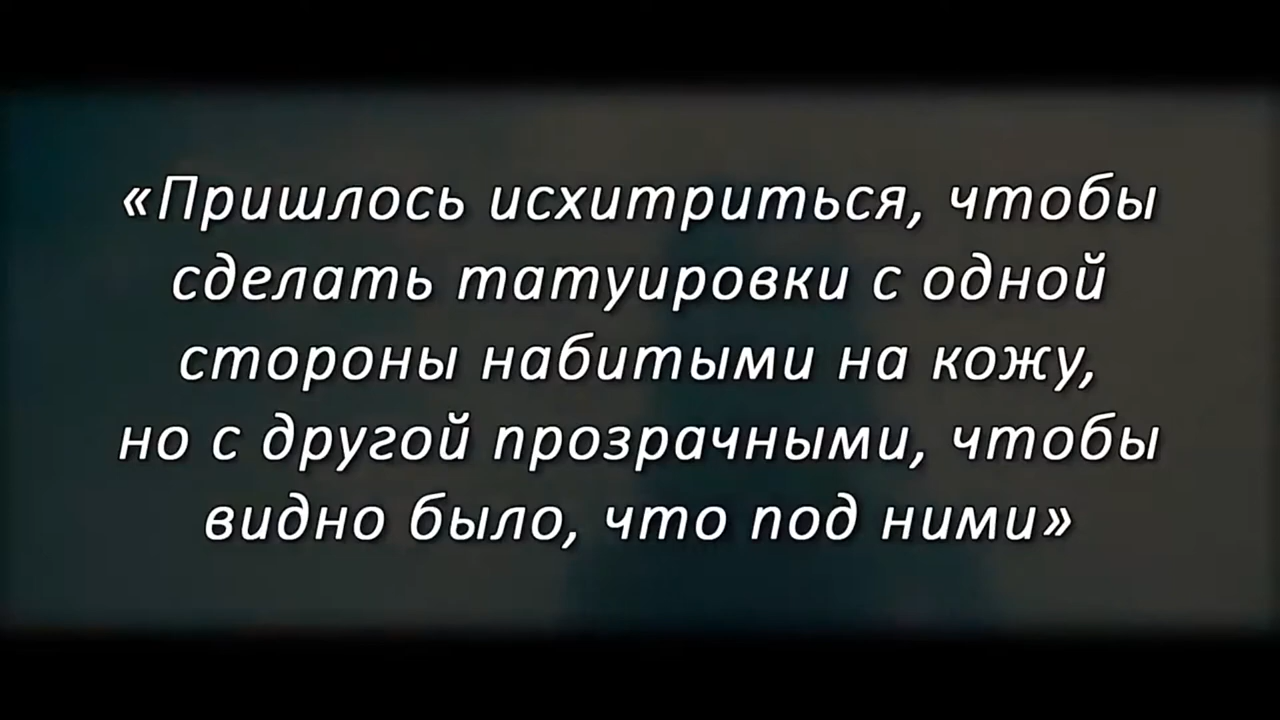 «Пришлось исхитриться, чтобы
сделать татуировки с одной
стороны набитыми на кожу,
но с другой прозрачными, чтобы
видно было, что под ними»